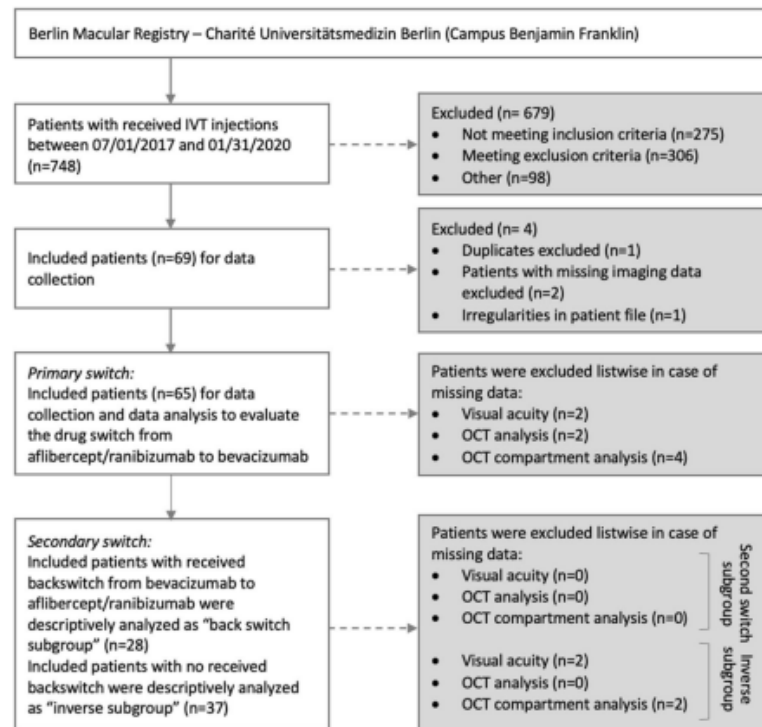 Berlin Macular Registry – Charité Universitätsmedizin Berlin (Campus Benjamin Franklin)
Patients with received IVT injections
between 07/01/2017 and 01/31/2020
(n=748)
Excluded (n= 679)
• Not meeting inclusion criteria (n=275)
• Meeting exclusion criteria (n=306)
• Other (n=98)
Included patients (n=69) for data
collection
Excluded (n= 4)
• Duplicates excluded (n=1)
• Patients with missing imaging data
excluded (n=2)
• Irregularities in patient file (n=1)
Primary switch:
Included patients (n=65) for data
collection and data analysis to evaluate
the drug switch from
aflibercept/ranibizumab to bevacizumab
Patients were excluded listwise in case of
missing data:
• Visual acuity (n=2)
• OCT analysis (n=2)
• OCT compartment analysis (n=4)
Secondary switch:
Included patients with received
backswitch from bevacizumab to
aflibercept/ranibizumab were
descriptively analyzed as “back switch
subgroup” (n=28)
Included patients with no received
backswitch were descriptively analyzed
as “inverse subgroup” (n=37)
Patients were excluded listwise in case of
missing data:
• Visual acuity (n=0)
• OCT analysis (n=0)
• OCT compartment analysis (n=0)
Second switch
subgroup
• Visual acuity (n=2)
• OCT analysis (n=0)
• OCT compartment analysis (n=2)
Inverse
subgroup